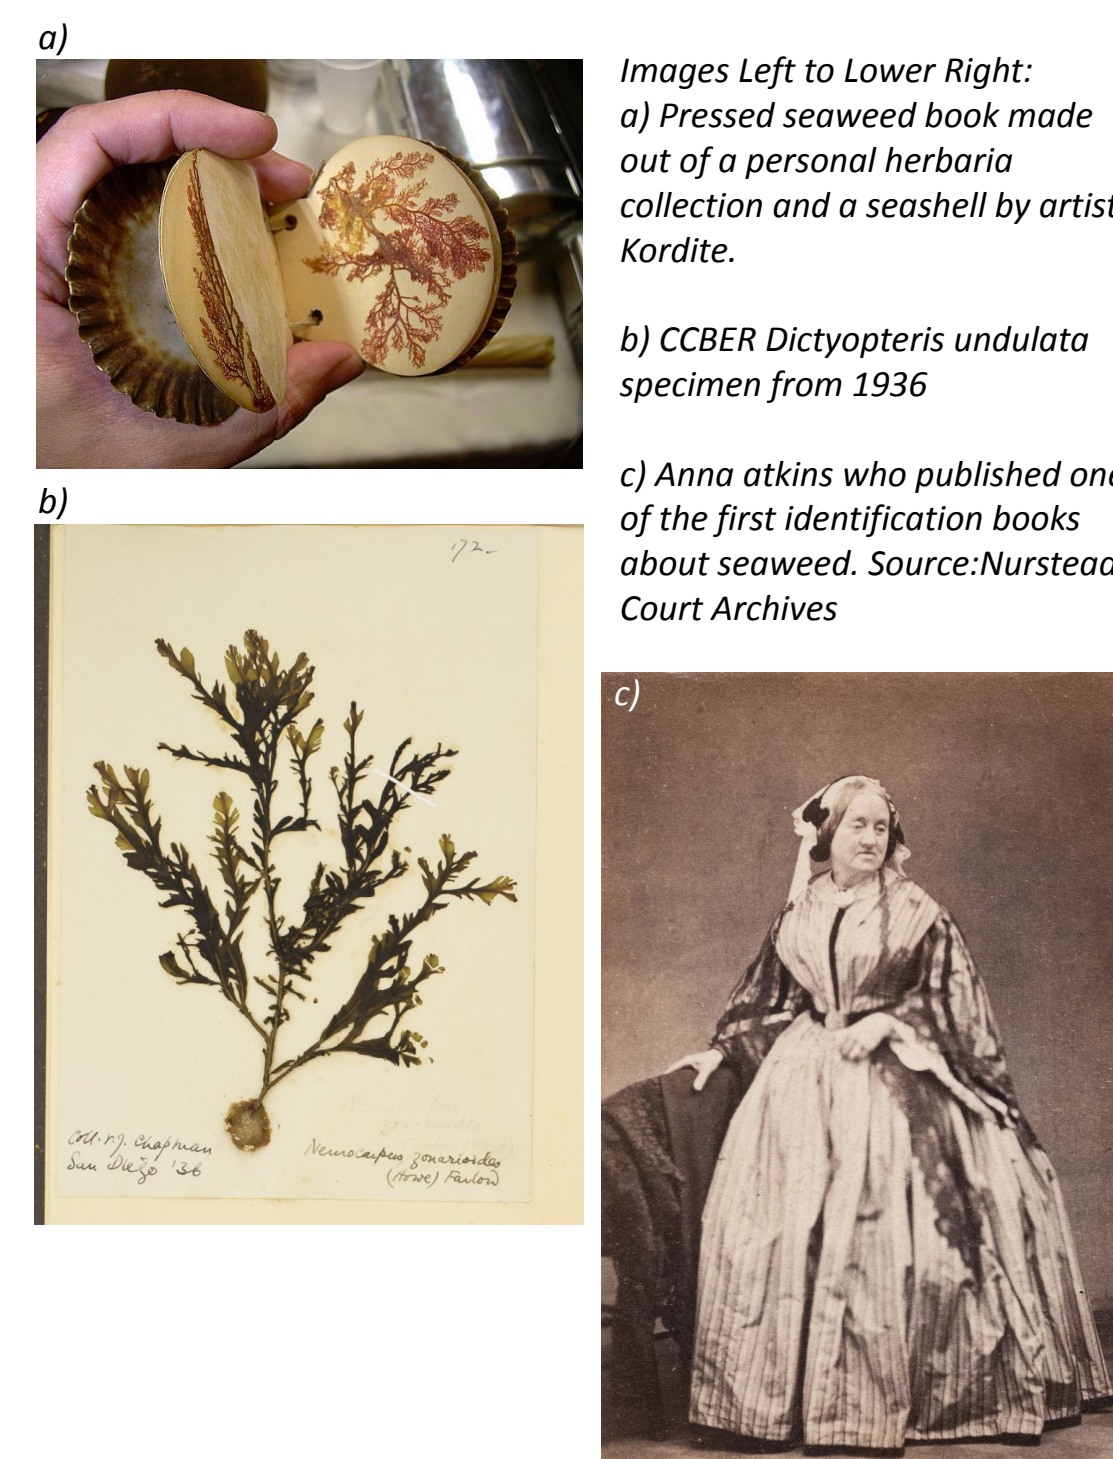 a)
Images Left to Lower Right:
a) Pressed seaweed book made
out of a personal herbaria
collection and a seashell by artist
Kordite.
b) CCBER Dictyopteris undulata
specimen from 1936
c) Anna atkins who published one
of the first identification books
about seaweed. Source:Nurstead
Court Archives
b)
172-
Coll. V.J. Chapman
San Diego '36
Neurocarpus zonarioides
(Howe) Farlow
c)